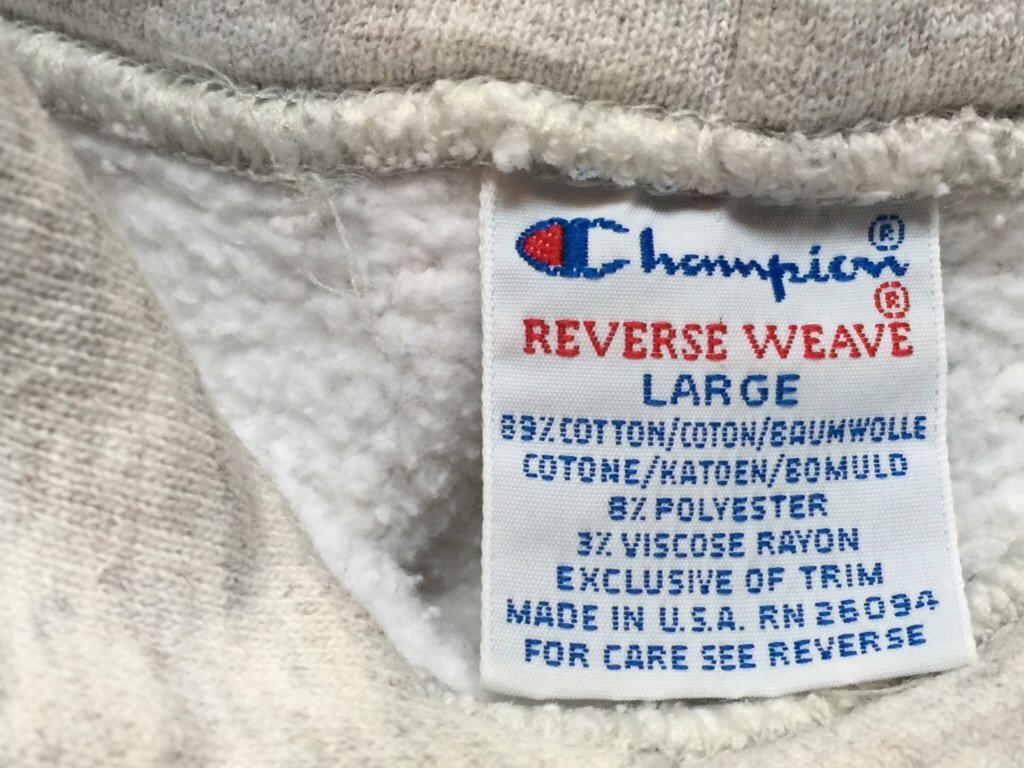 Champion®
®
REVERSE WEAVE
LARGE
89% COTTON/COTON/BAUMWOLLE
COTONE/KATOEN/BOMULD
8% POLYESTER
3% VISCOSE RAYON
EXCLUSIVE OF TRIM
MADE IN U.S.A. RN 26094
FOR CARE SEE REVERSE